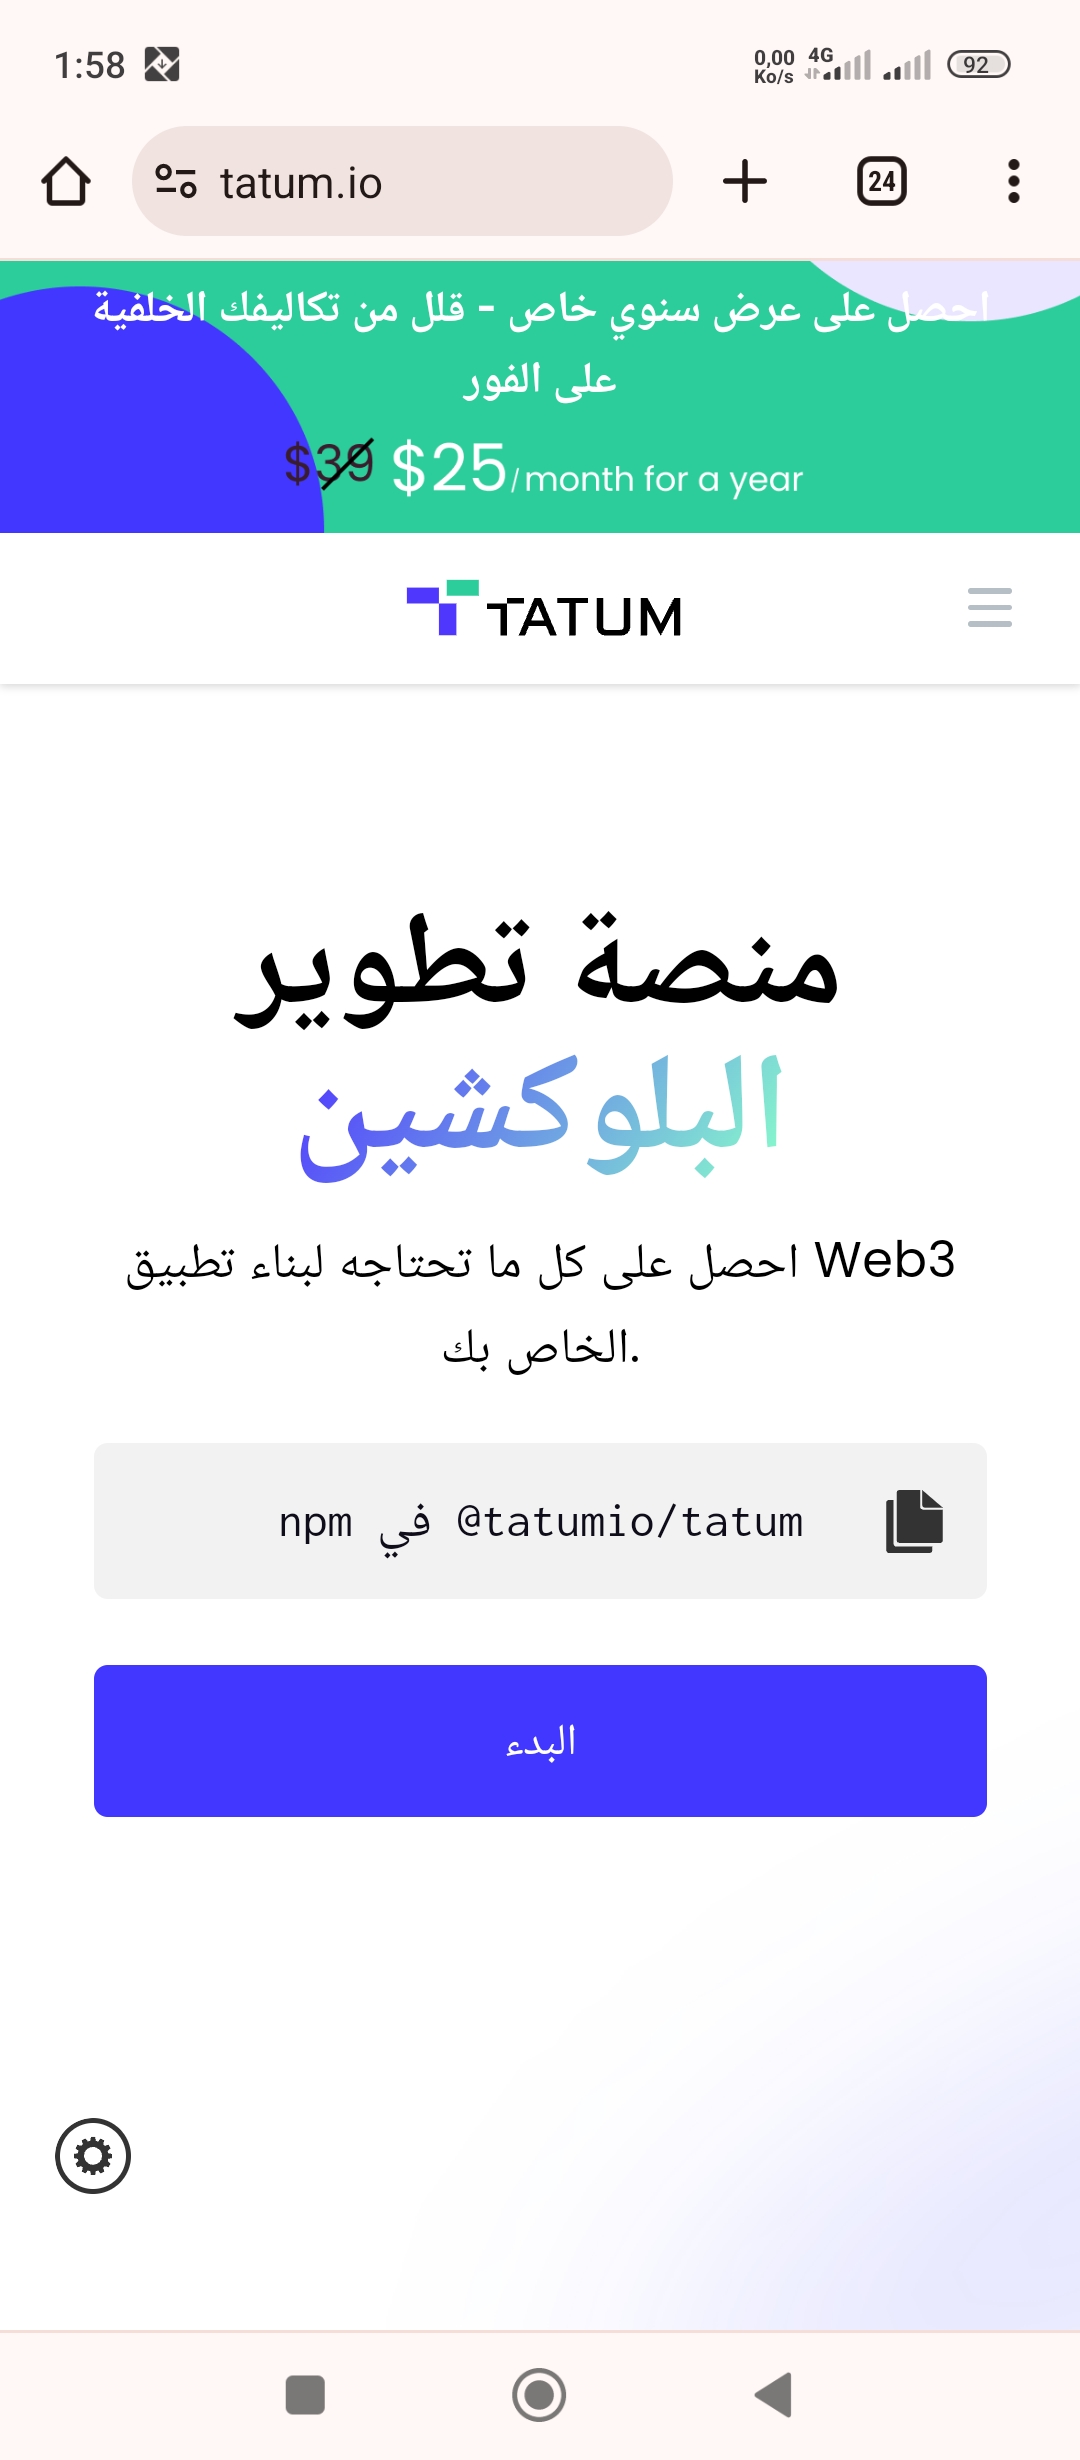 1:58
0,00
Ko/s
4G
92
tatum.io
24
احصل على عرض سنوي خاص - قلل من تكاليفك الخلفية
على الفور
$39 $25/month for a year
TATUM
منصة تطوير
البلوكشين
احصل على كل ما تحتاجه لبناء تطبيق Web3
الخاص بك.
npm في @tatumio/tatum
البدء